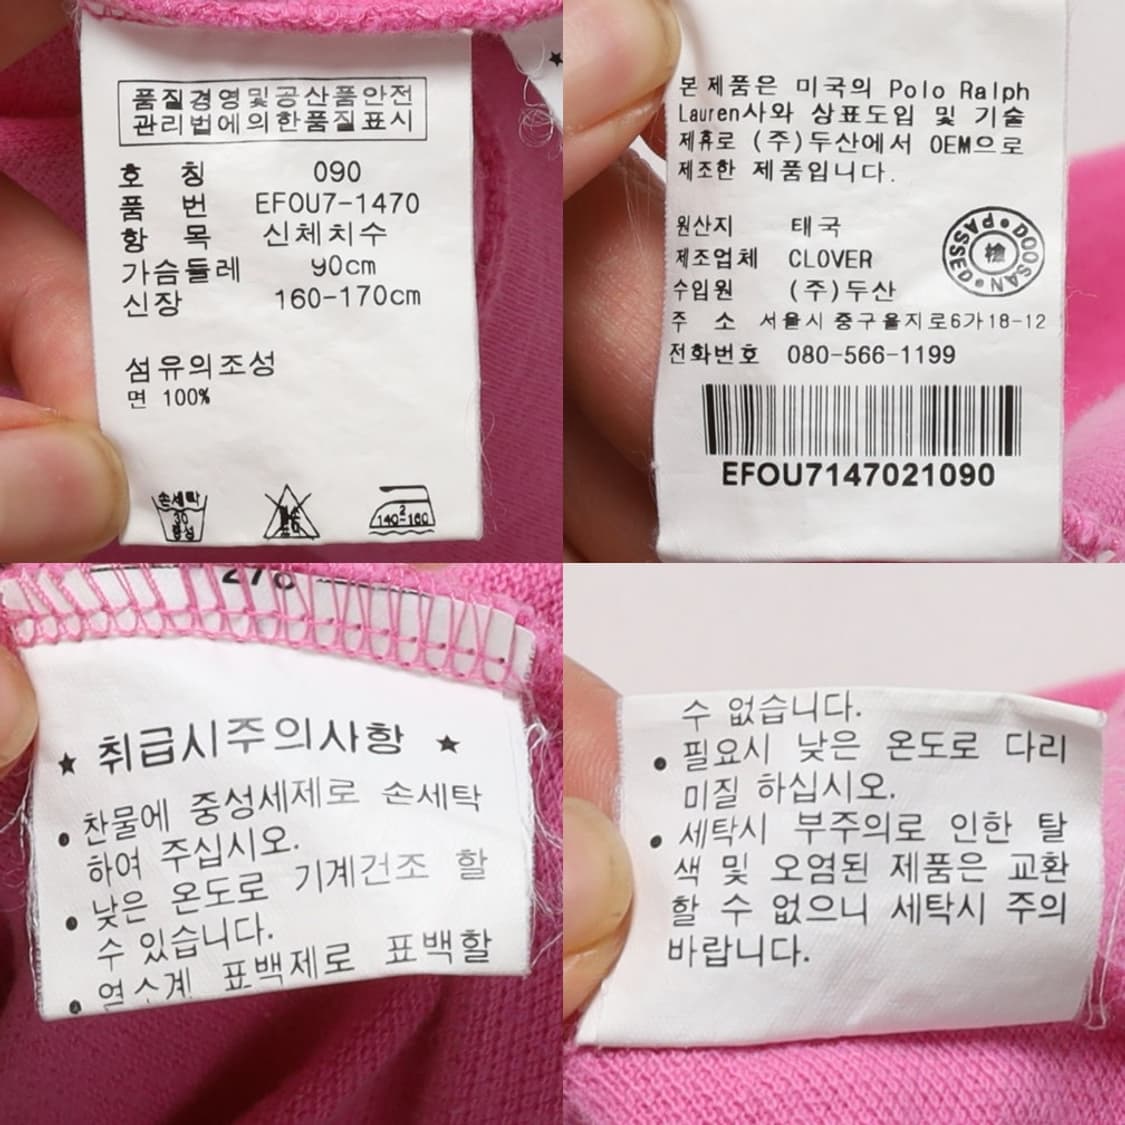 품질경영및공산품안전
관리법에의한품질표시
호 칭 090
품 번 EFOU7-1470
항 목 신체치수
가슴둘레 90cm
신장 160-170cm
섬유의조성
면 100%
손세탁
30
중성
2
140-160
본제품은 미국의 Polo Ralph
Lauren사와 상표도입 및 기술
제휴로 (주)두산에서 OEM으로
제조한 제품입니다.
원산지 태국
제조업체 CLOVER
수입원 (주)두산
주 소 서울시 중구을지로6가18-12
전화번호 080-566-1199
DOOSAN PASSED
檢
EFOU7147021090
★ 취급시주의사항 ★
• 찬물에 중성세제로 손세탁
하여 주십시오.
• 낮은 온도로 기계건조 할
수 있습니다.
• 염소계 표백제로 표백할
수 없습니다.
• 필요시 낮은 온도로 다리
미질 하십시오.
• 세탁시 부주의로 인한 탈
색 및 오염된 제품은 교환
할 수 없으니 세탁시 주의
바랍니다.